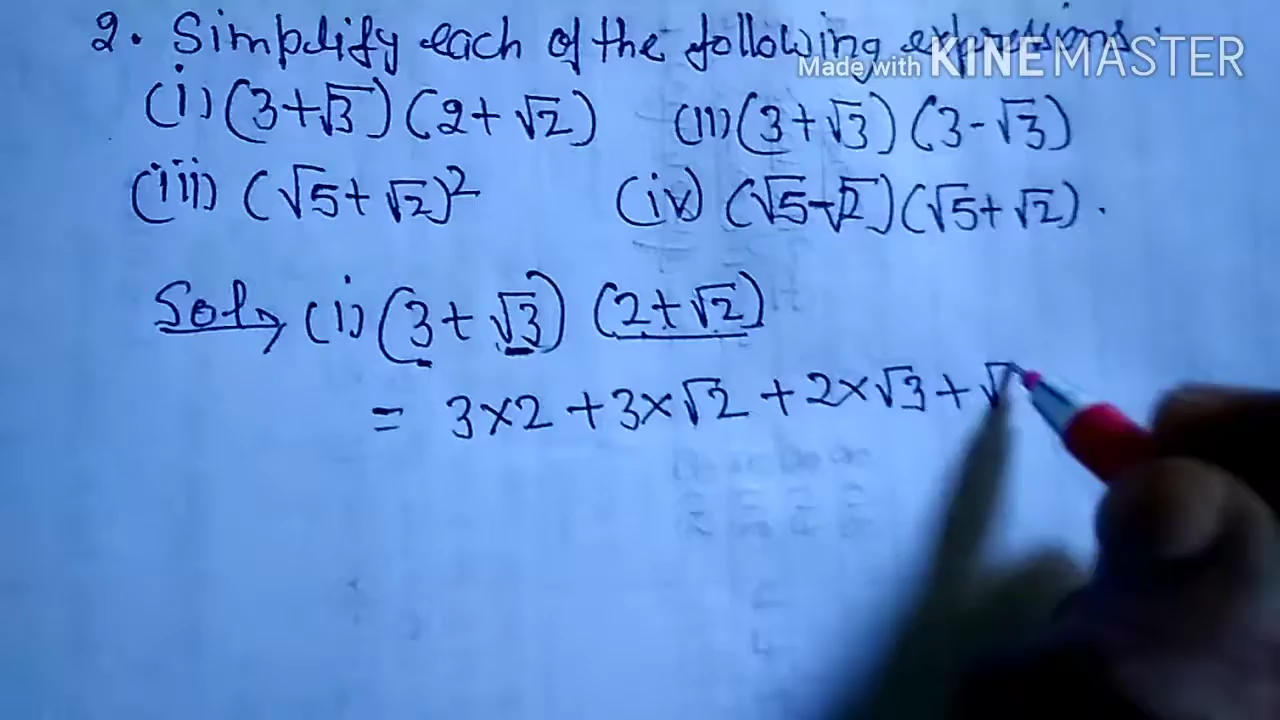 2. Simplify each of the following expressions.
Made with KINEMASTER
(i) (3+√3) (2+√2) (ii) (3+√3) (3-√3)
(iii) (√5+√2)² (iv) (√5-√2)(√5+√2).
Sol, (i) (3+√3) (2+√2)
= 3×2 +3×√2 +2×√3+√